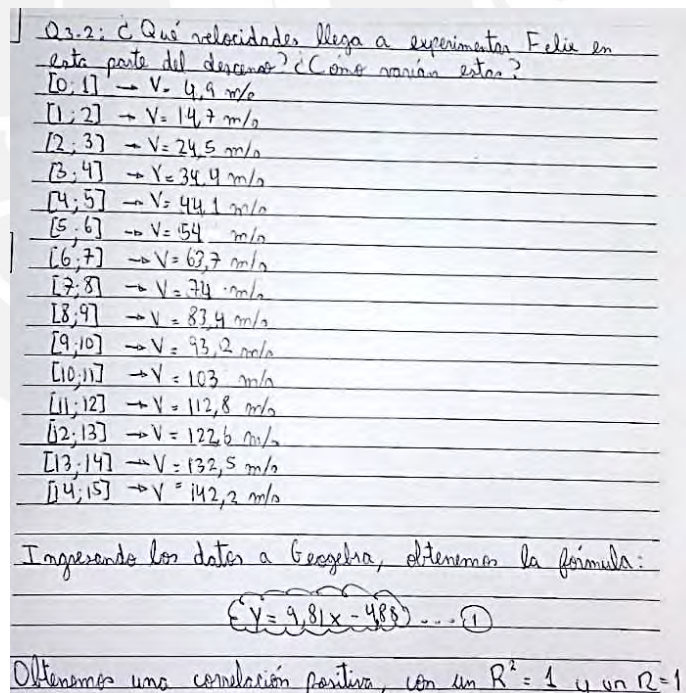 Q3.2: ¿Qué velocidades llega a experimentar Felix en
esta parte del descenso? ¿Cómo varían estas?
[0; 1] → V= 4,9 m/s
[1; 2] → V= 14,7 m/s
[2; 3] → V= 24,5 m/s
[3; 4] → V= 34,4 m/s
[4; 5] → V= 44,1 m/s
[5; 6] → V= 54 m/s
[6; 7] → V= 63,7 m/s
[7; 8] → V= 74 m/s
[8; 9] → V= 83,4 m/s
[9; 10] → V= 93,2 m/s
[10; 11] → V= 103 m/s
[11; 12] → V= 112,8 m/s
[12; 13] → V= 122,6 m/s
[13; 14] → V= 132,5 m/s
[14; 15] → V= 142,2 m/s
Ingresando los datos a Geogebra, obtenemos la fórmula:
y = 9,81x - 4,88 ... 1
Obtenemos una correlación positiva, con un R² = 1 y un R=1